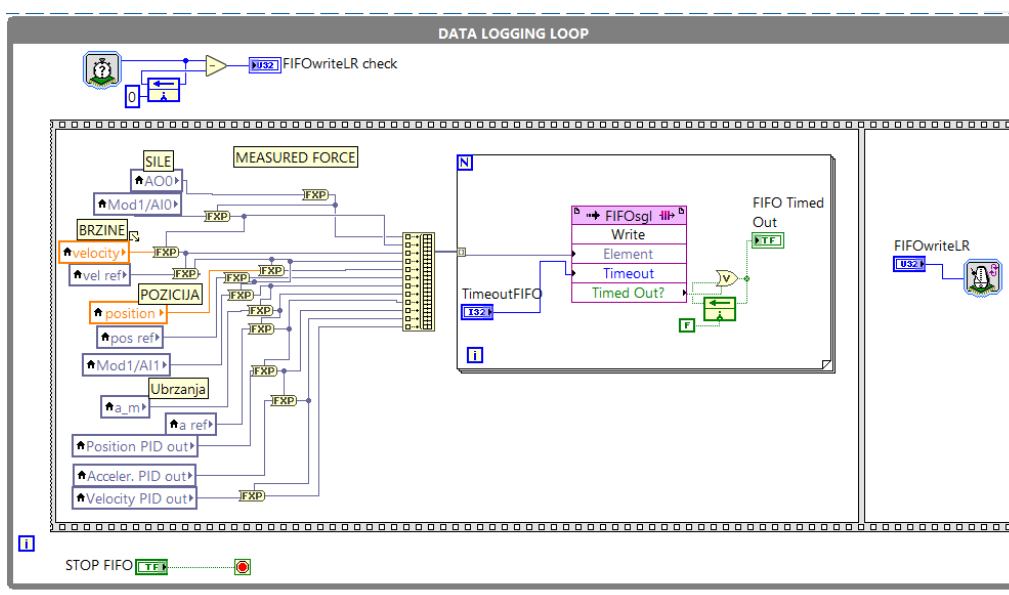 DATA LOGGING LOOP
U32
FIFOwriteLR check
0
SILE
MEASURED FORCE
AO0
FXP
Mod1/AI0
FXP
BRZINE
velocity
FXP
vel ref
FXP
FXP
FXP
POZICIJA
FXP
position
FXP
pos ref
FXP
Mod1/AI1
FXP
Ubrzanja
a_m
FXP
a ref
Position PID out
Acceler. PID out
Velocity PID out
FXP
N
FIFOsgl
Write
Element
Timeout
Timed Out?
TimeoutFIFO
I32
i
FIFO Timed
Out
TF
V
F
FIFOwriteLR
U32
i
STOP FIFO
TF